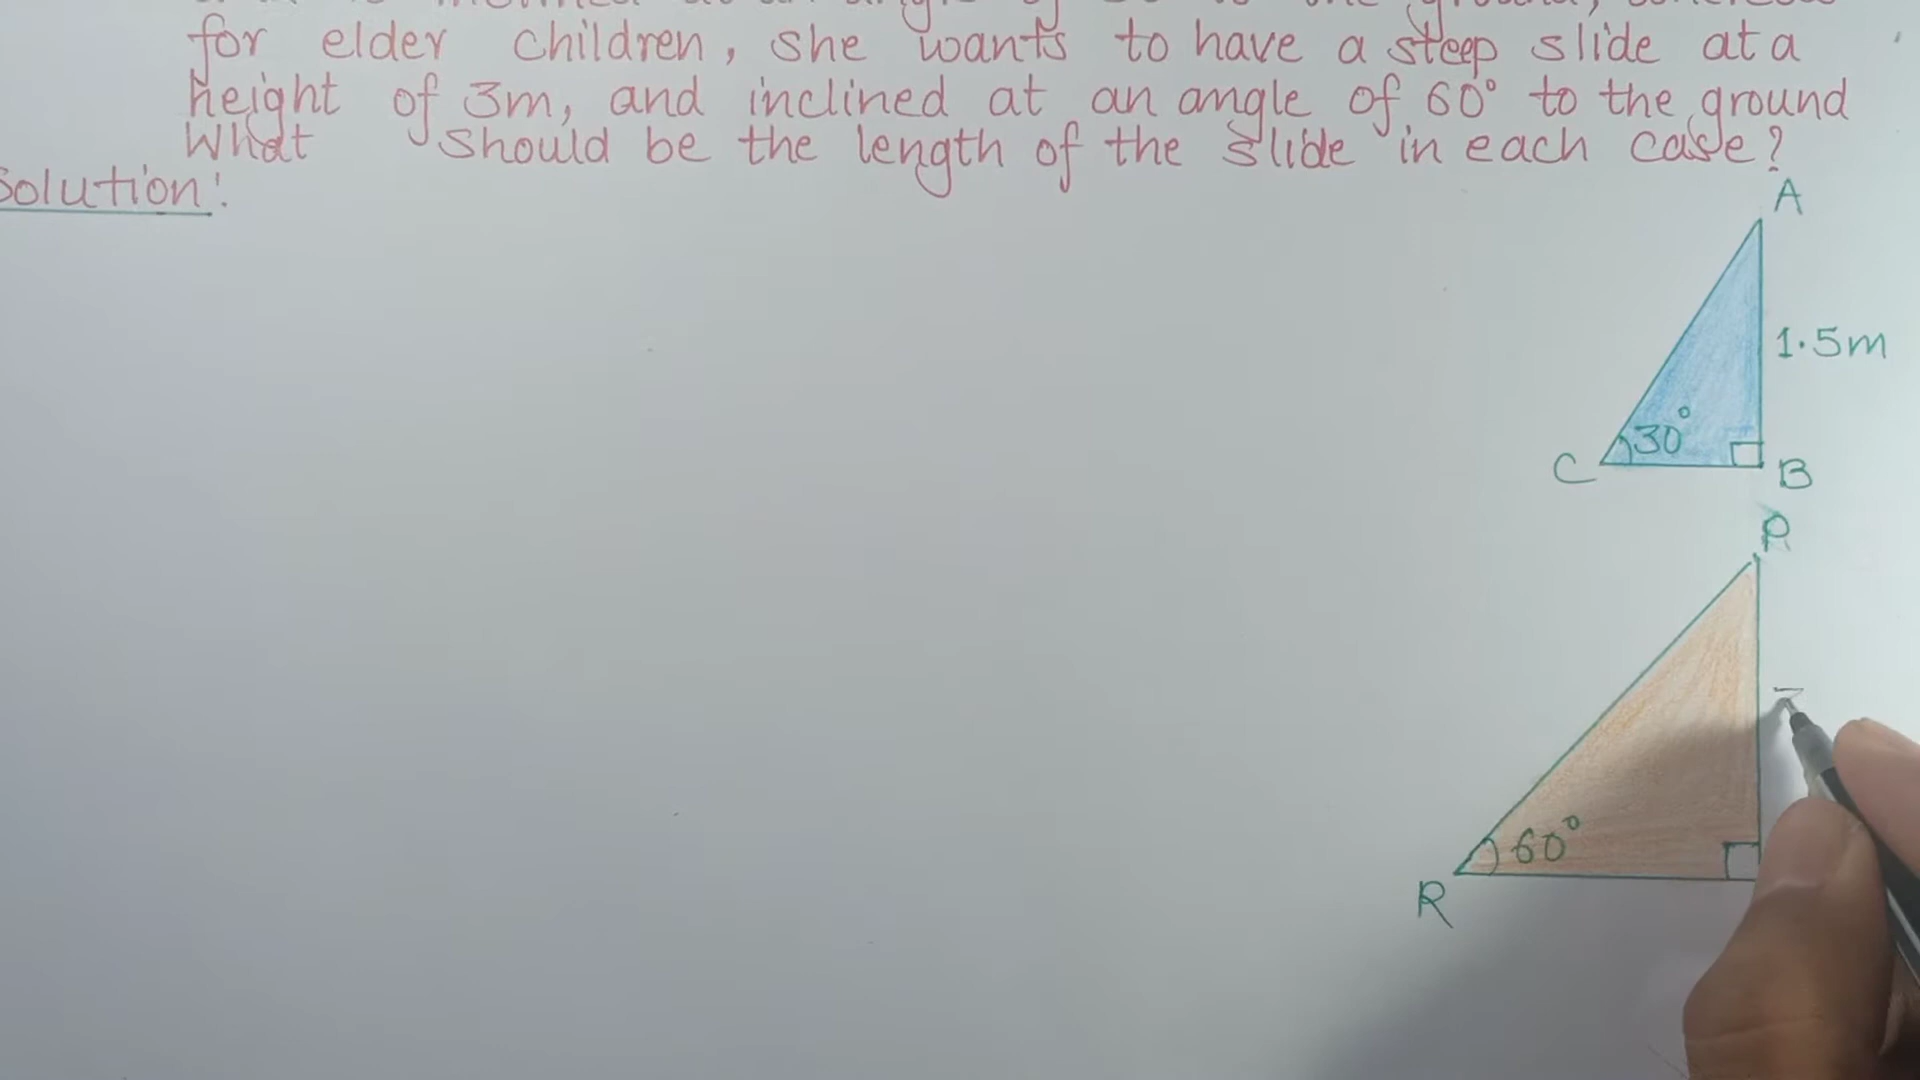 for elder children, she wants to have a steep slide at a
height of 3m, and inclined at an angle of 60° to the ground
What should be the length of the slide in each case?
Solution:
A
1.5m
30°
C
B
P
60°
R